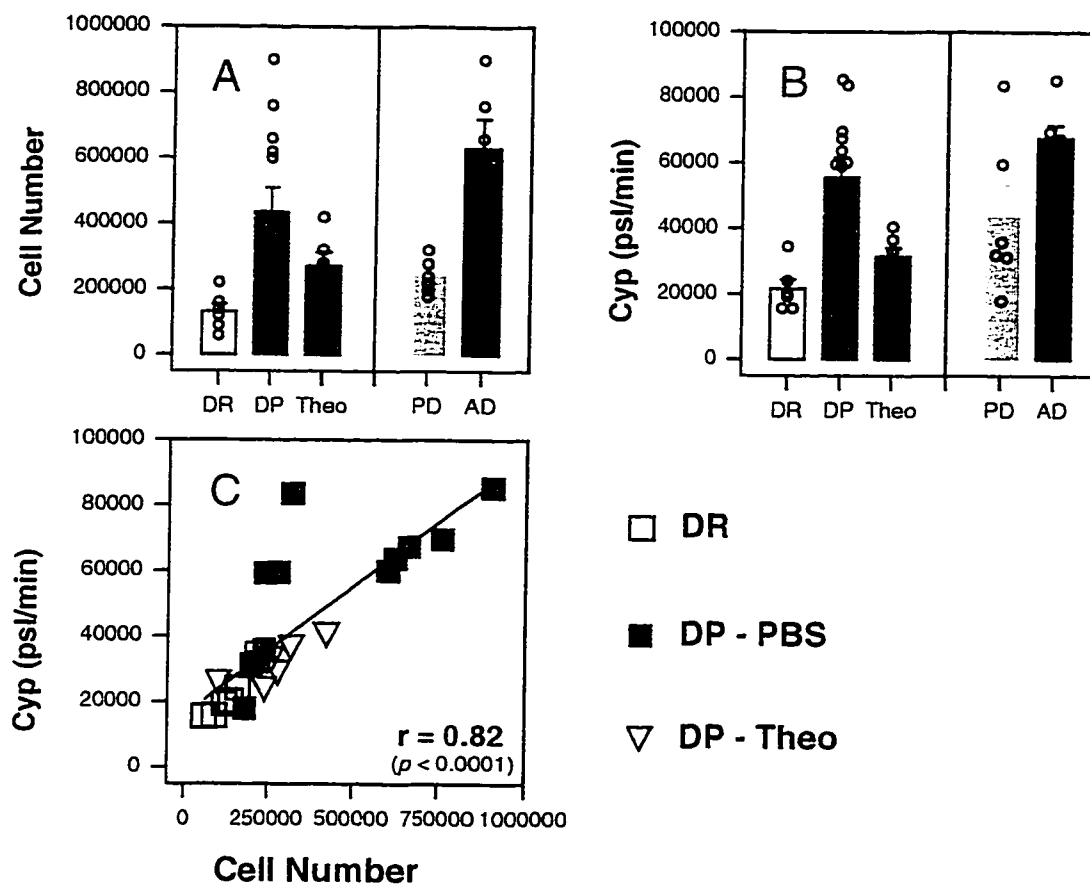 A
Cell Number
1000000
800000
600000
400000
200000
0
DR DP Theo PD AD
B
Cyp (psl/min)
100000
80000
60000
40000
20000
0
DR DP Theo PD AD
C
Cyp (psl/min)
100000
80000
60000
40000
20000
0
r = 0.82
(p < 0.0001)
0 250000 500000 750000 1000000
Cell Number
DR
DP - PBS
DP - Theo